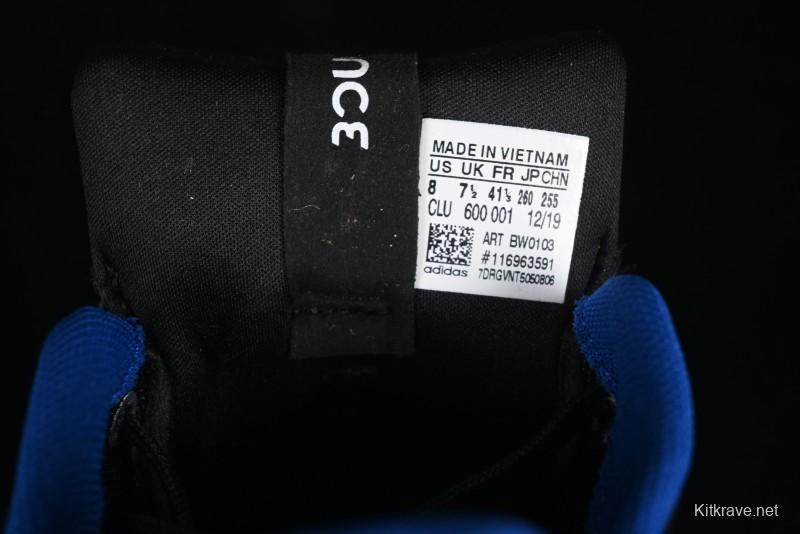 MADE IN VIETNAM
US UK FR JP CHN
8 7½ 41⅓ 260 255
CLU 600 001 12/19
ART BW0103
#116963591
adidas 7DRGVNT5050806
Kitkrave.net